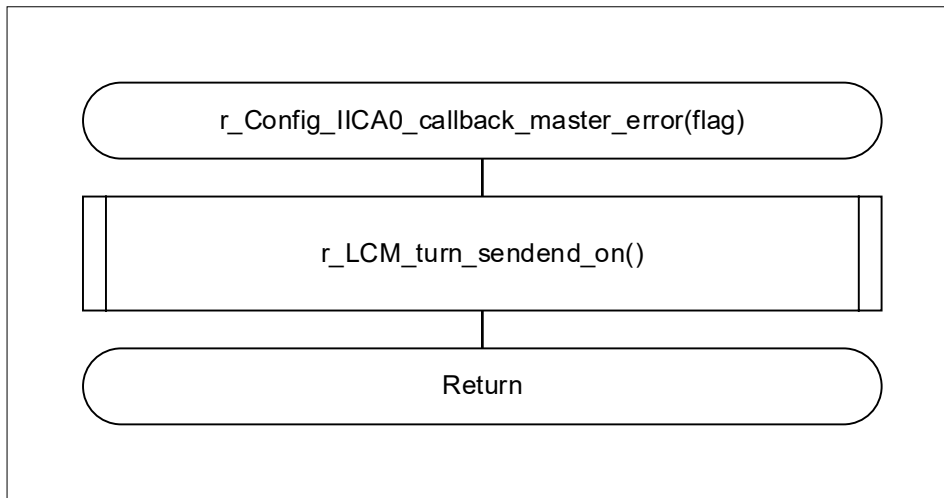 r_Config_IICA0_callback_master_error(flag)
r_LCM_turn_sendend_on()
Return